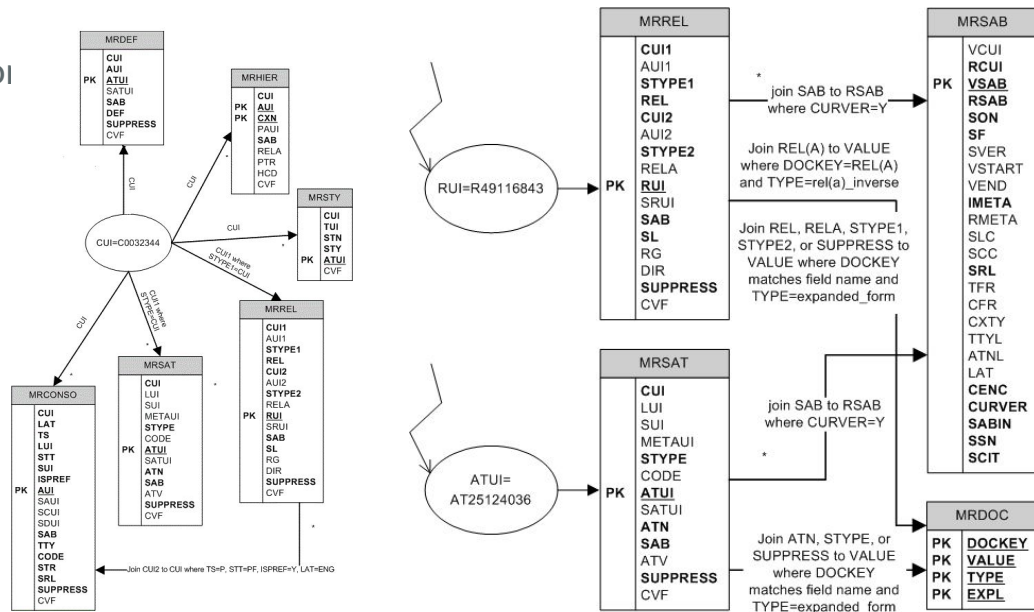 MRDEF
CUI
AUI
PK ATUI
SATUI
SAB
DEF
SUPPRESS
CVF
MRHIER
CUI
PK AUI
PK CXN
PAUI
SAB
RELA
PTR
HCD
CVF
MRSTY
CUI
TUI
STN
STY
PK ATUI
CVF
CUI=C0032344
CUI
CUI
*
CUI
*
CUI1 where
STYPE1=CUI
CUI1 where
STYPE=CUI
*
CUI
*
MRREL
CUI1
AUI1
STYPE1
REL
CUI2
AUI2
STYPE2
RELA
PK RUI
SRUI
SAB
SL
RG
DIR
SUPPRESS
CVF
*
MRSAT
CUI
LUI
SUI
METAUI
STYPE
CODE
PK ATUI
SATUI
ATN
SAB
ATV
SUPPRESS
CVF
*
MRCONSO
CUI
LAT
TS
LUI
STT
SUI
ISPREF
PK AUI
SAUI
SCUI
SDUI
SAB
TTY
CODE
STR
SRL
SUPPRESS
CVF
Join CUI2 to CUI where TS=P, STT=PF, ISPREF=Y, LAT=ENG
RUI=R49116843
MRREL
CUI1
AUI1
STYPE1
REL
CUI2
AUI2
STYPE2
RELA
PK RUI
SRUI
SAB
SL
RG
DIR
SUPPRESS
CVF
*
join SAB to RSAB
where CURVER=Y
Join REL(A) to VALUE
where DOCKEY=REL(A)
and TYPE=rel(a)_inverse
Join REL, RELA, STYPE1,
STYPE2, or SUPPRESS to
VALUE where DOCKEY
matches field name and
TYPE=expanded_form
MRSAB
VCUI
RCUI
PK VSAB
RSAB
SON
SF
SVER
VSTART
VEND
IMETA
RMETA
SLC
SCC
SRL
TFR
CFR
CXTY
TTYL
ATNL
LAT
CENC
CURVER
SABIN
SSN
SCIT
ATUI=
AT25124036
MRSAT
CUI
LUI
SUI
METAUI
STYPE
CODE
PK ATUI
SATUI
ATN
SAB
ATV
SUPPRESS
CVF
join SAB to RSAB
where CURVER=Y
*
Join ATN, STYPE, or
SUPPRESS to VALUE
where DOCKEY
matches field name and
TYPE=expanded_form
MRDOC
PK DOCKEY
PK VALUE
PK TYPE
PK EXPL